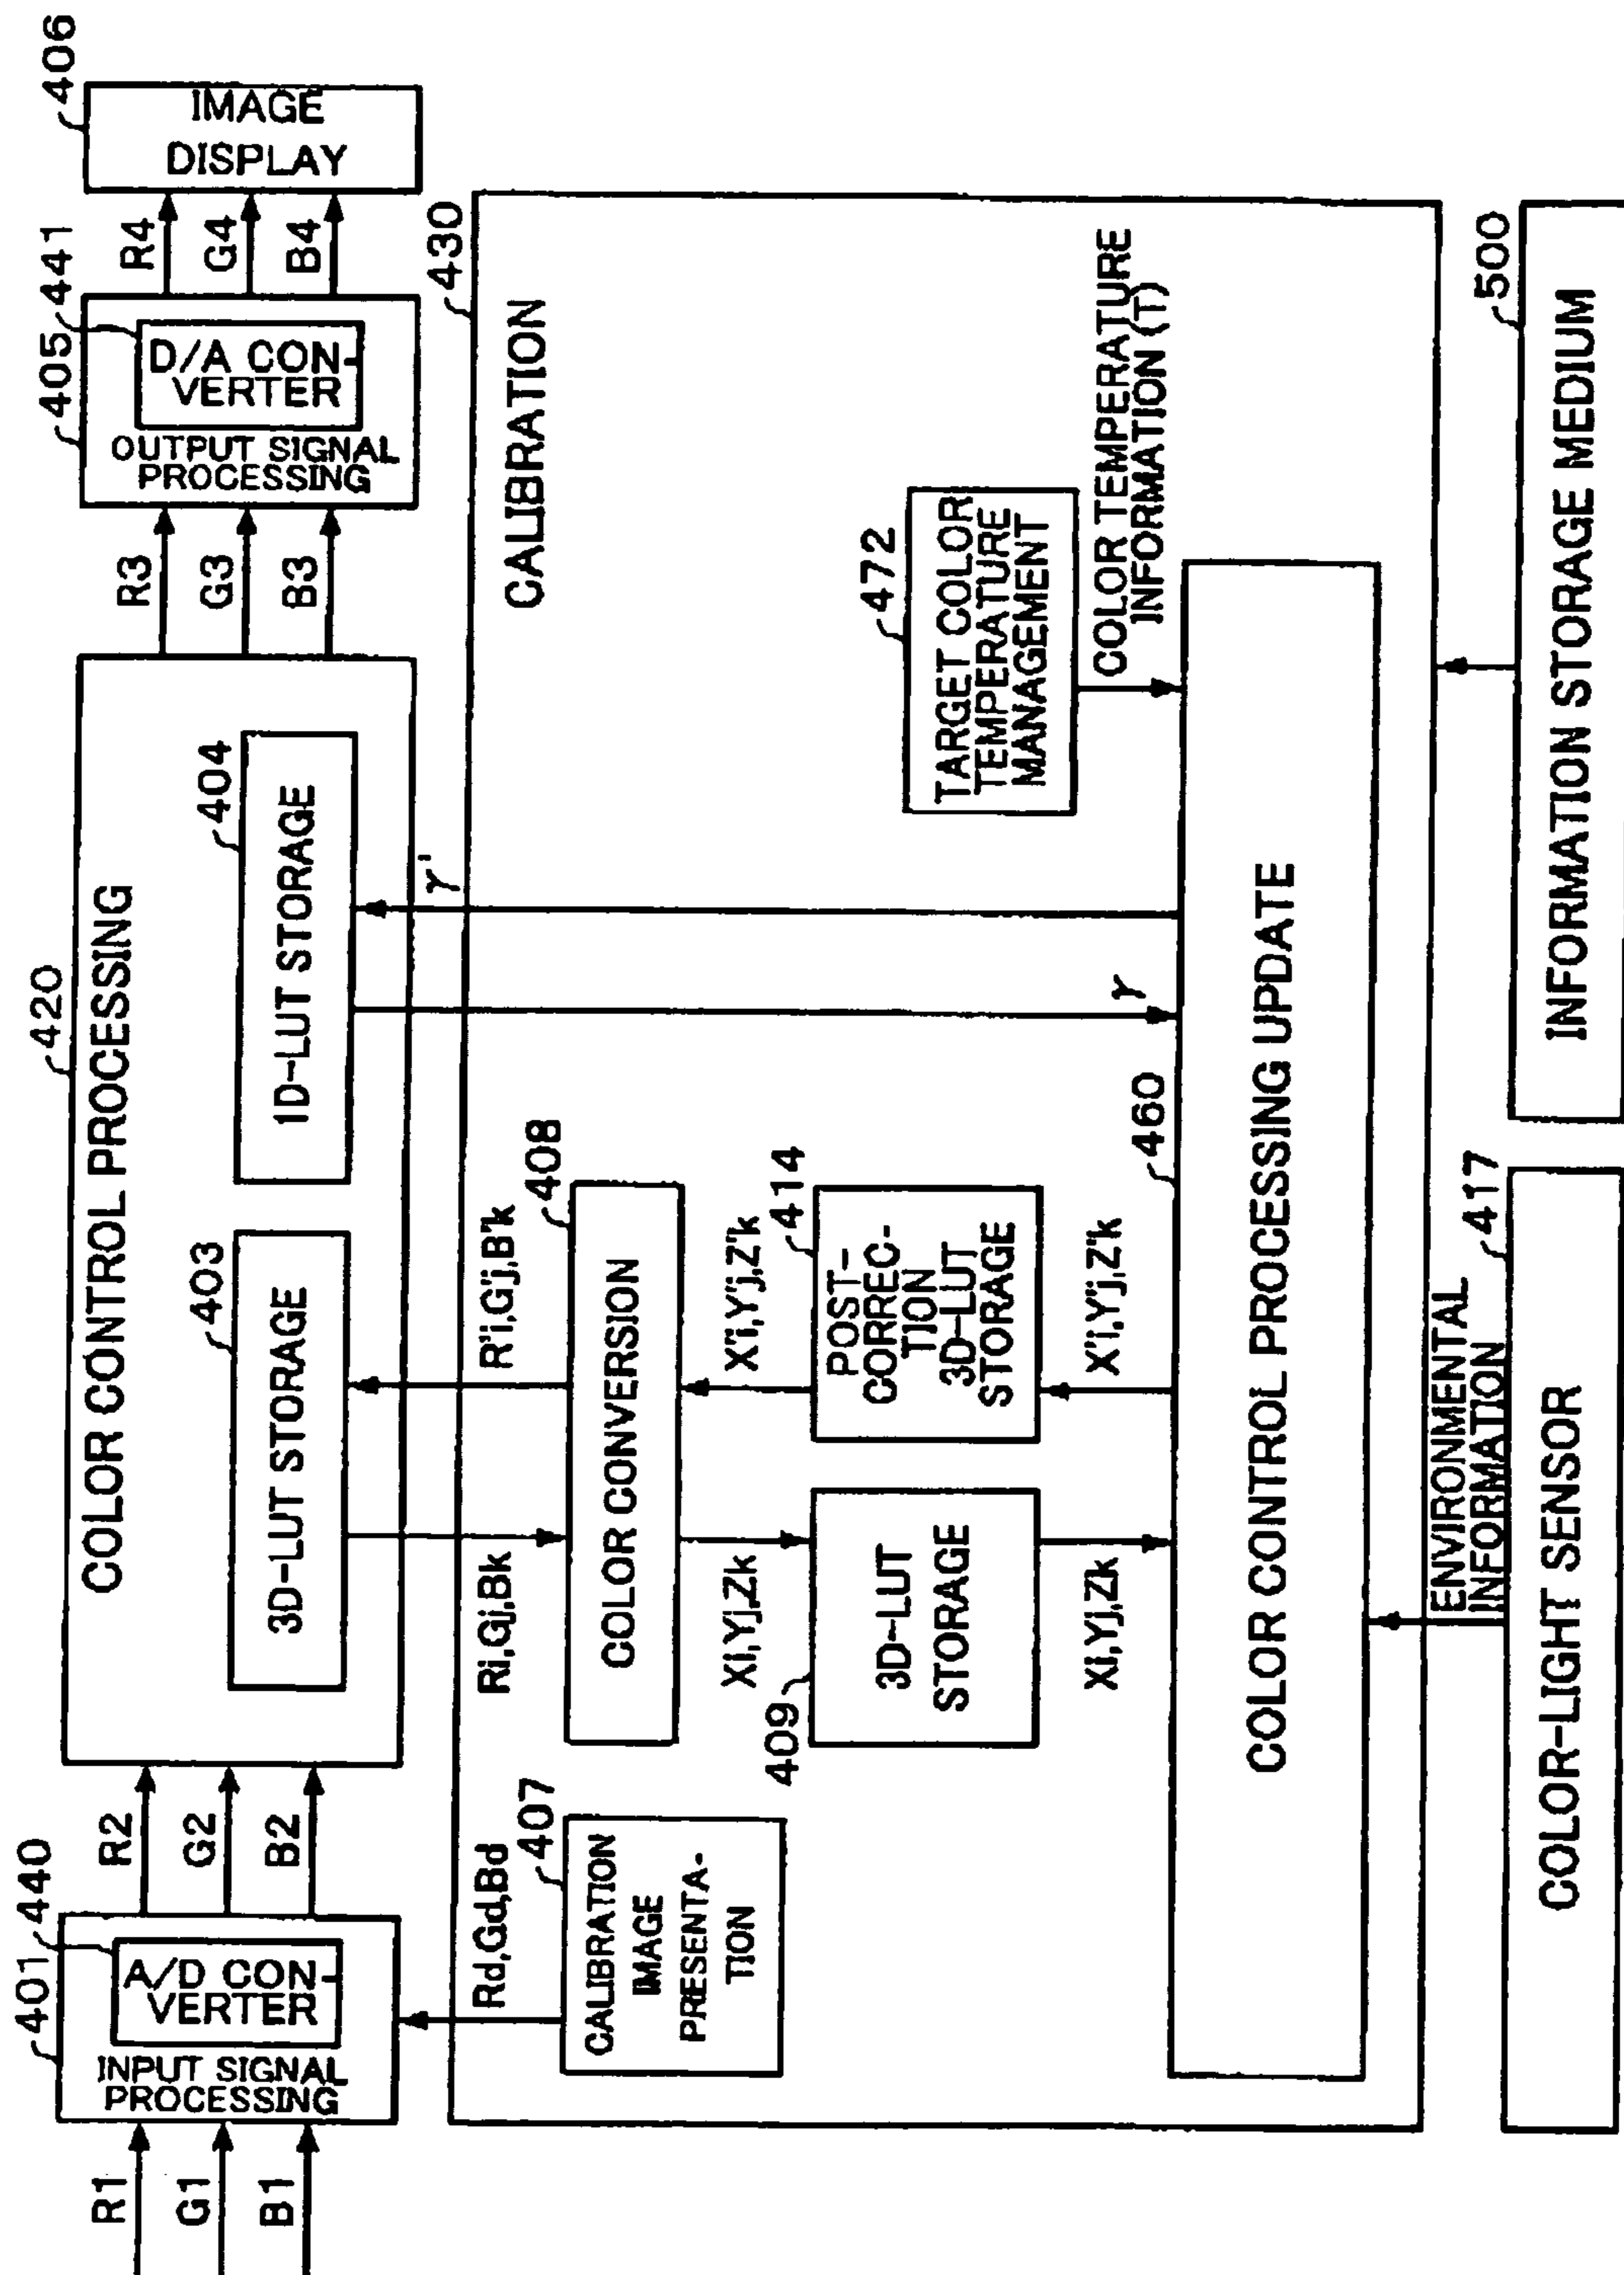 R1
G1
B1
401
440
A/D CON-
VERTER
INPUT SIGNAL
PROCESSING
R2
G2
B2
420
COLOR CONTROL PROCESSING
403
3D-LUT STORAGE
404
1D-LUT STORAGE
R3
G3
B3
405
441
D/A CON-
VERTER
OUTPUT SIGNAL
PROCESSING
R4
G4
B4
406
IMAGE
DISPLAY
430
CALIBRATION
Rd,Gd,Bd
407
CALIBRATION
IMAGE
PRESENTA-
TION
Ri,Gj,Bk
R'i,G'j,B'k
408
COLOR CONVERSION
γ
γ'
Xi,Yj,Zk
X'i,Y'j,Z'k
409
3D-LUT
STORAGE
414
POST-
CORREC-
TION
3D-LUT
STORAGE
Xi,Yj,Zk
X'i,Y'j,Z'k
472
TARGET COLOR
TEMPERATURE
MANAGEMENT
COLOR TEMPERATURE
INFORMATION (T)
460
COLOR CONTROL PROCESSING UPDATE
ENVIRONMENTAL
INFORMATION
417
COLOR-LIGHT SENSOR
500
INFORMATION STORAGE MEDIUM